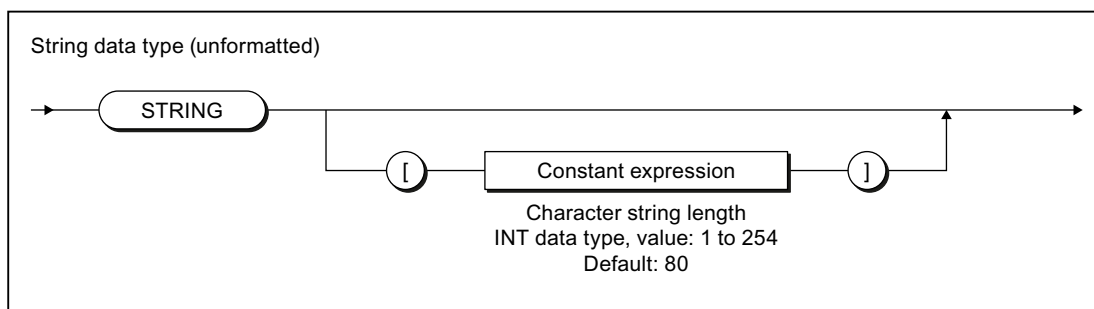 String data type (unformatted)
STRING
[
Constant expression
]
Character string length
INT data type, value: 1 to 254
Default: 80